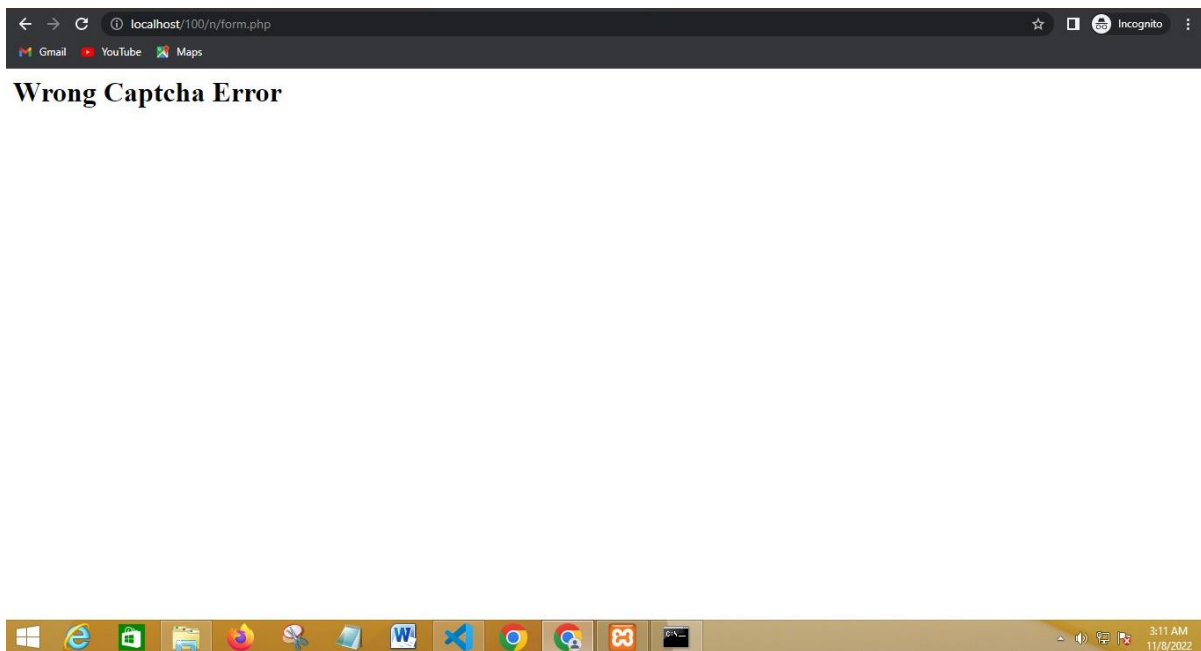 localhost/100/n/form.php
Incognito
Gmail YouTube Maps
Wrong Captcha Error
3:11 AM
11/8/2022